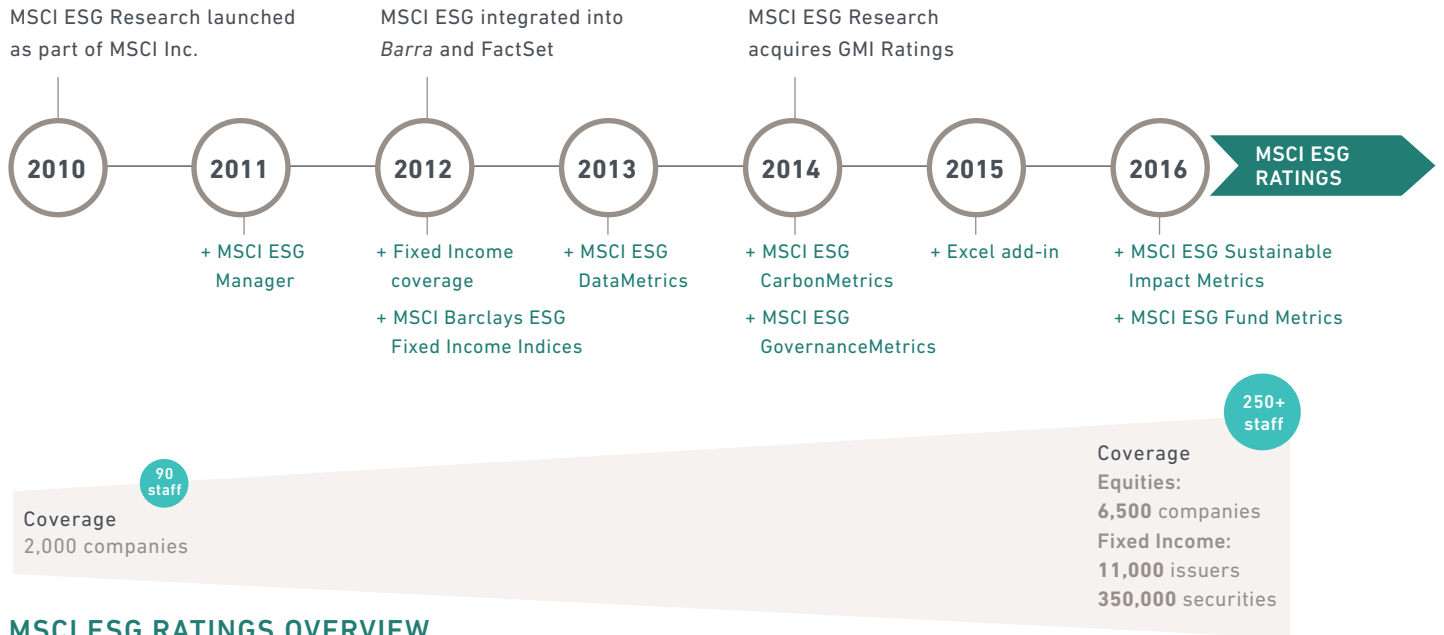 MSCI ESG Research launched
as part of MSCI Inc.
MSCI ESG integrated into
Barra and FactSet
MSCI ESG Research
acquires GMI Ratings
2010
2011
2012
2013
2014
2015
2016
MSCI ESG
RATINGS
+ MSCI ESG
Manager
+ Fixed Income
coverage
+ MSCI Barclays ESG
Fixed Income Indices
+ MSCI ESG
DataMetrics
+ MSCI ESG
CarbonMetrics
+ MSCI ESG
GovernanceMetrics
+ Excel add-in
+ MSCI ESG Sustainable
Impact Metrics
+ MSCI ESG Fund Metrics
90
staff
Coverage
2,000 companies
250+
staff
Coverage
Equities:
6,500 companies
Fixed Income:
11,000 issuers
350,000 securities
MSCI ESG RATINGS OVERVIEW